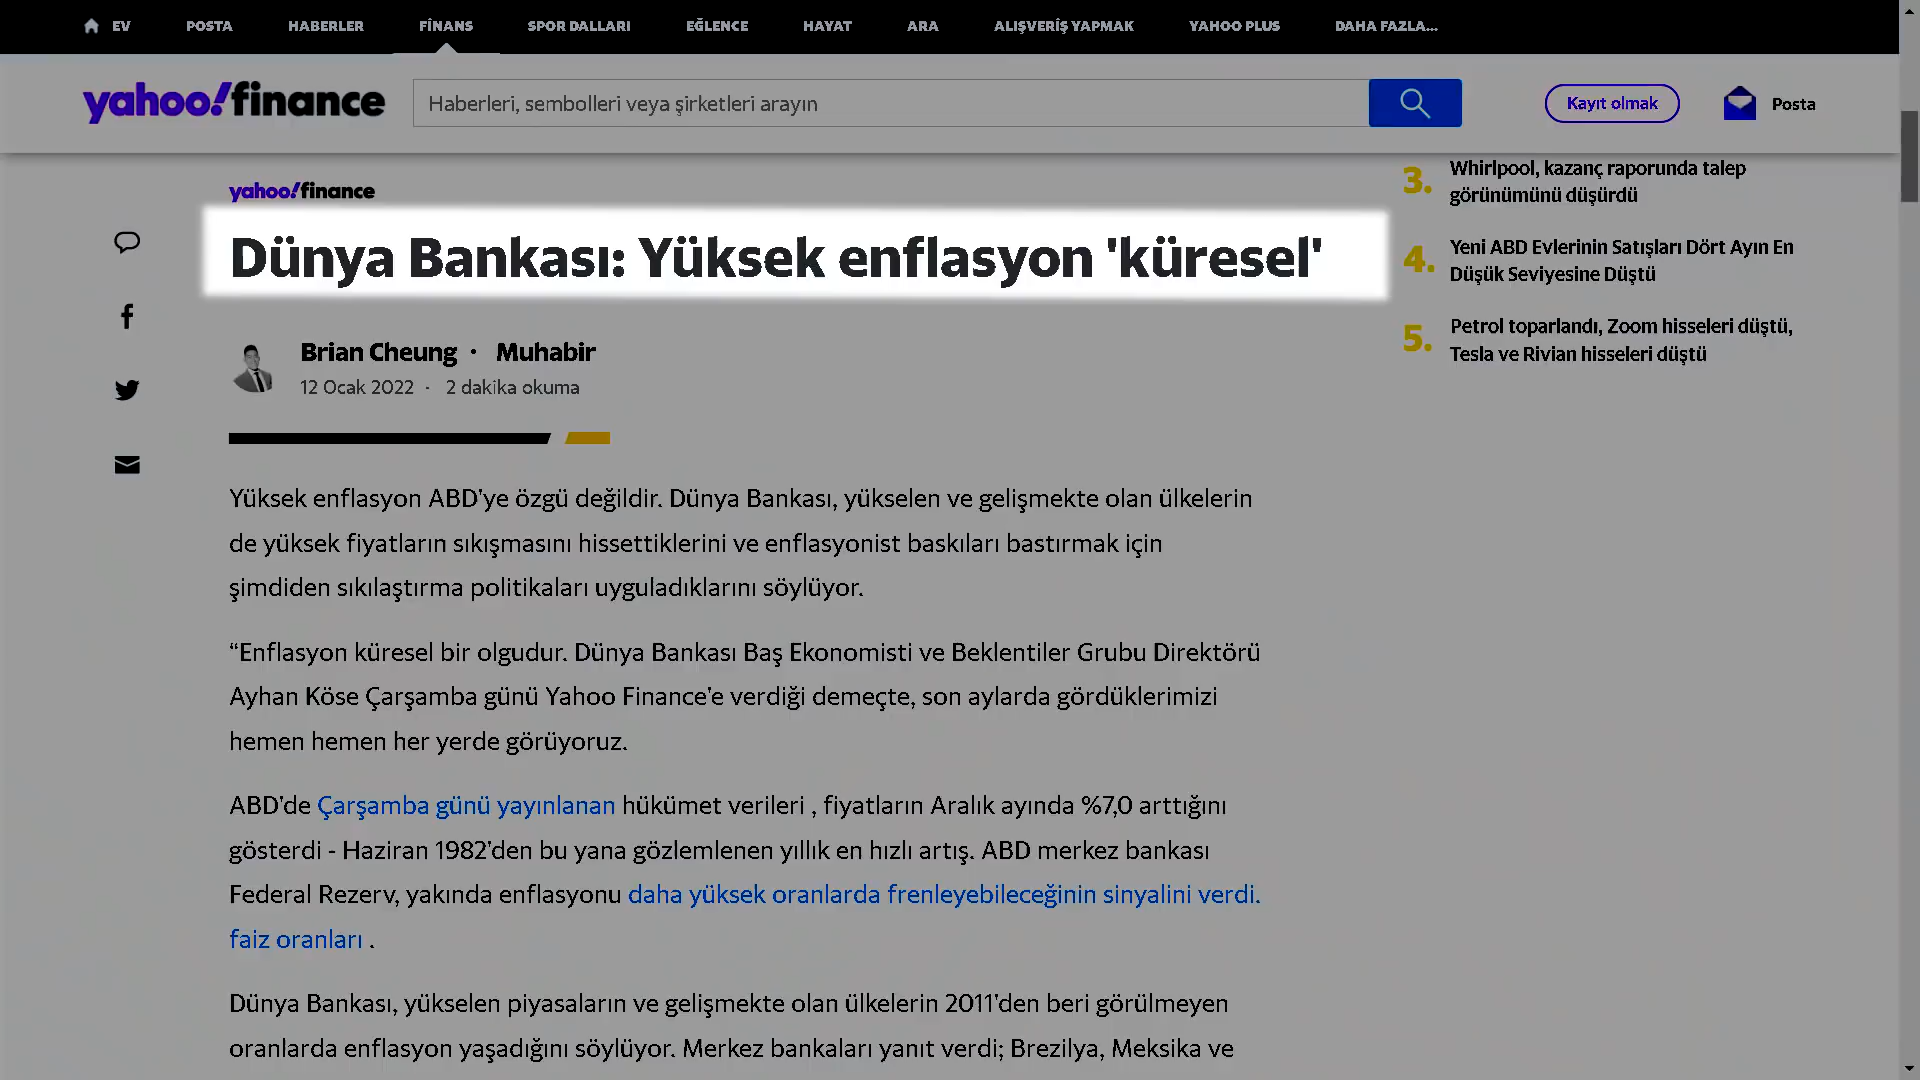 EV POSTA HABERLER FİNANS SPOR DALLARI EĞLENCE HAYAT ARA ALIŞVERİŞ YAPMAK YAHOO PLUS DAHA FAZLA...
yahoo!finance Haberleri, sembolleri veya şirketleri arayın Kayıt olmak Posta
yahoo!finance
Dünya Bankası: Yüksek enflasyon 'küresel'
Brian Cheung · Muhabir
12 Ocak 2022 · 2 dakika okuma
Yüksek enflasyon ABD'ye özgü değildir. Dünya Bankası, yükselen ve gelişmekte olan ülkelerin
de yüksek fiyatların sıkışmasını hissettiklerini ve enflasyonist baskıları bastırmak için
şimdiden sıkılaştırma politikaları uyguladıklarını söylüyor.
“Enflasyon küresel bir olgudur. Dünya Bankası Baş Ekonomisti ve Beklentiler Grubu Direktörü
Ayhan Köse Çarşamba günü Yahoo Finance'e verdiği demeçte, son aylarda gördüklerimizi
hemen hemen her yerde görüyoruz.
ABD'de Çarşamba günü yayınlanan hükümet verileri , fiyatların Aralık ayında %7,0 arttığını
gösterdi - Haziran 1982'den bu yana gözlemlenen yıllık en hızlı artış. ABD merkez bankası
Federal Rezerv, yakında enflasyonu daha yüksek oranlarda frenleyebileceğinin sinyalini verdi.
faiz oranları .
Dünya Bankası, yükselen piyasaların ve gelişmekte olan ülkelerin 2011'den beri görülmeyen
oranlarda enflasyon yaşadığını söylüyor. Merkez bankaları yanıt verdi; Brezilya, Meksika ve
3. Whirlpool, kazanç raporunda talep
görünümünü düşürdü
4. Yeni ABD Evlerinin Satışları Dört Ayın En
Düşük Seviyesine Düştü
5. Petrol toparlandı, Zoom hisseleri düştü,
Tesla ve Rivian hisseleri düştü